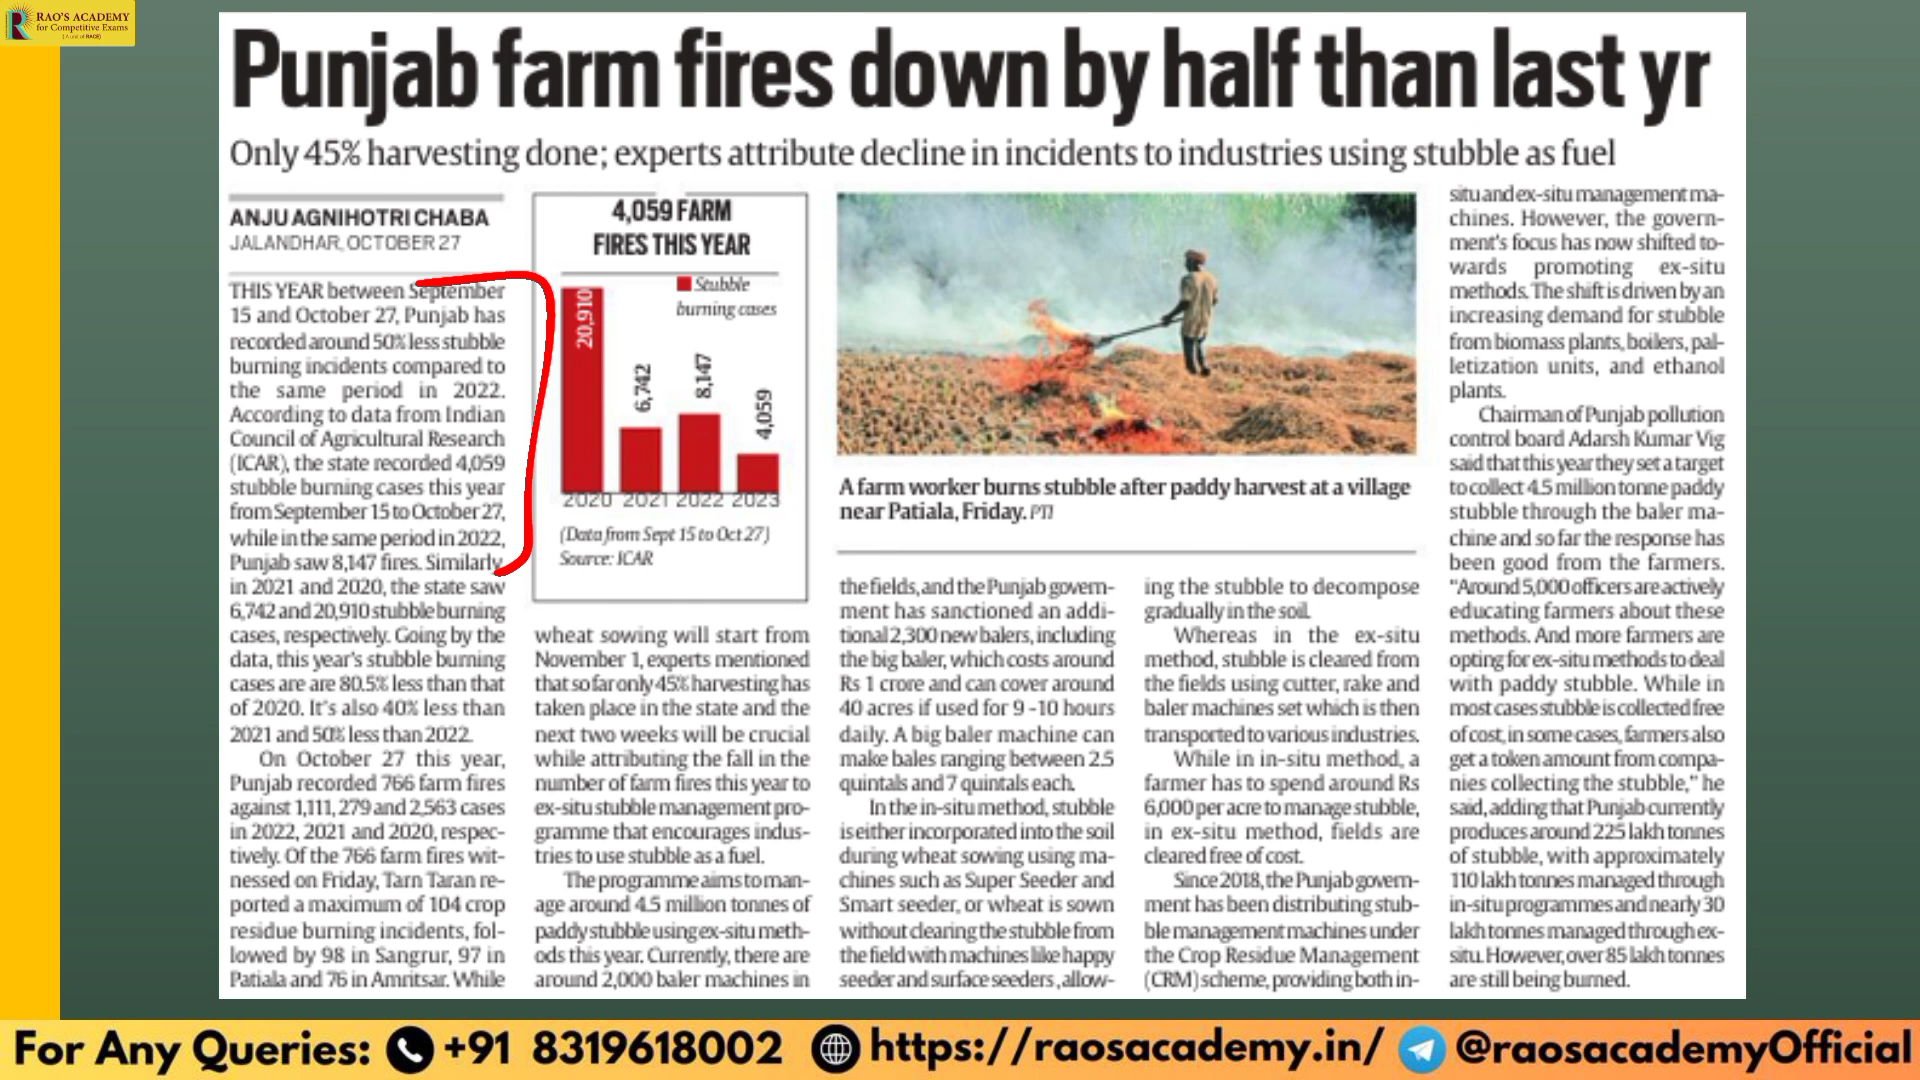 RAO'S ACADEMY
for Competitive Exams
(A unit of RACE)
Punjab farm fires down by half than last yr
Only 45% harvesting done; experts attribute decline in incidents to industries using stubble as fuel
ANJU AGNIHOTRI CHABA
JALANDHAR, OCTOBER 27
THIS YEAR between September
15 and October 27, Punjab has
recorded around 50% less stubble
burning incidents compared to
the same period in 2022.
According to data from Indian
Council of Agricultural Research
(ICAR), the state recorded 4,059
stubble burning cases this year
from September 15 to October 27,
while in the same period in 2022,
Punjab saw 8,147 fires. Similarly,
in 2021 and 2020, the state saw
6,742 and 20,910 stubble burning
cases, respectively. Going by the
data, this year's stubble burning
cases are are 80.5% less than that
of 2020. It's also 40% less than
2021 and 50% less than 2022.
On October 27 this year,
Punjab recorded 766 farm fires
against 1,111, 279 and 2,563 cases
in 2022, 2021 and 2020, respec-
tively. Of the 766 farm fires wit-
nessed on Friday, Tarn Taran re-
ported a maximum of 104 crop
residue burning incidents, fol-
lowed by 98 in Sangrur, 97 in
Patiala and 76 in Amritsar. While
4,059 FARM
FIRES THIS YEAR
Stubble
burning cases
20,910
6,742
8,147
4,059
2020 2021 2022 2023
(Data from Sept 15 to Oct 27)
Source: ICAR
wheat sowing will start from
November 1, experts mentioned
that so far only 45% harvesting has
taken place in the state and the
next two weeks will be crucial
while attributing the fall in the
number of farm fires this year to
ex-situ stubble management pro-
gramme that encourages indus-
tries to use stubble as a fuel.
The programme aims to man-
age around 4.5 million tonnes of
paddy stubble using ex-situ meth-
ods this year. Currently, there are
around 2,000 baler machines in
A farm worker burns stubble after paddy harvest at a village
near Patiala, Friday. PTI
the fields, and the Punjab govern-
ment has sanctioned an addi-
tional 2,300 new balers, including
the big baler, which costs around
Rs 1 crore and can cover around
40 acres if used for 9 -10 hours
daily. A big baler machine can
make bales ranging between 2.5
quintals and 7 quintals each.
In the in-situ method, stubble
is either incorporated into the soil
during wheat sowing using ma-
chines such as Super Seeder and
Smart seeder, or wheat is sown
without clearing the stubble from
the field with machines like happy
seeder and surface seeders , allow-
ing the stubble to decompose
gradually in the soil.
Whereas in the ex-situ
method, stubble is cleared from
the fields using cutter, rake and
baler machines set which is then
transported to various industries.
While in in-situ method, a
farmer has to spend around Rs
6,000 per acre to manage stubble,
in ex-situ method, fields are
cleared free of cost.
Since 2018, the Punjab govern-
ment has been distributing stub-
ble management machines under
the Crop Residue Management
(CRM) scheme, providing both in-
situ and ex-situ management ma-
chines. However, the govern-
ment's focus has now shifted to-
wards promoting ex-situ
methods. The shift is driven by an
increasing demand for stubble
from biomass plants, boilers, pal-
letization units, and ethanol
plants.
Chairman of Punjab pollution
control board Adarsh Kumar Vig
said that this year they set a target
to collect 4.5 million tonne paddy
stubble through the baler ma-
chine and so far the response has
been good from the farmers.
"Around 5,000 officers are actively
educating farmers about these
methods. And more farmers are
opting for ex-situ methods to deal
with paddy stubble. While in
most cases stubble is collected free
of cost, in some cases, farmers also
get a token amount from compa-
nies collecting the stubble," he
said, adding that Punjab currently
produces around 225 lakh tonnes
of stubble, with approximately
110 lakh tonnes managed through
in-situ programmes and nearly 30
lakh tonnes managed through ex-
situ. However, over 85 lakh tonnes
are still being burned.
For Any Queries: +91 8319618002 https://raosacademy.in/ @raosacademyOfficial